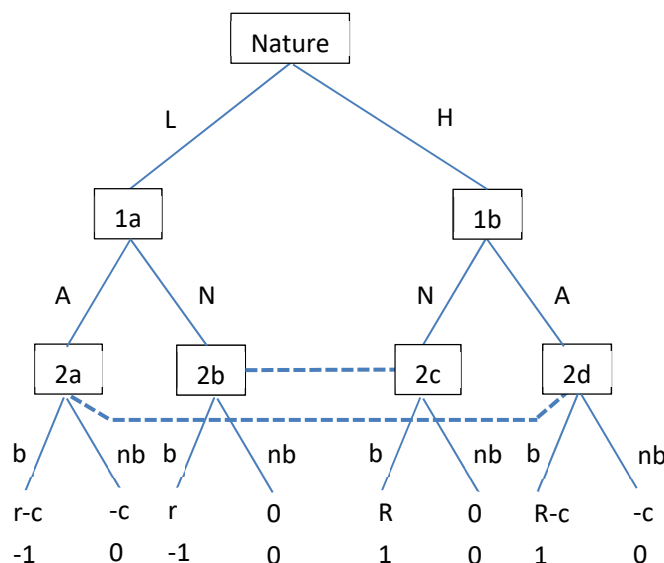 Nature
L H
1a 1b
A N N A
2a 2b 2c 2d
b nb b nb b nb b nb
r-c -c r 0 R 0 R-c -c
-1 0 -1 0 1 0 1 0